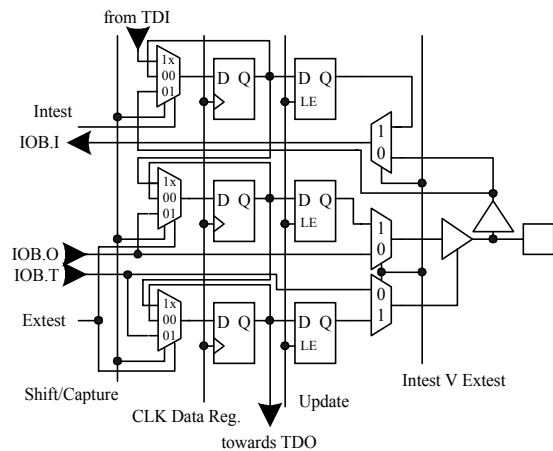 from TDI
1x
00
01
D Q
LE
D Q
Intest
IOB.I
1
0
1x
00
01
D Q
LE
D Q
1
0
IOB.O
IOB.T
0
1
1x
00
01
D Q
LE
D Q
Extest
Shift/Capture
CLK Data Reg.
Update
Intest V Extest
towards TDO